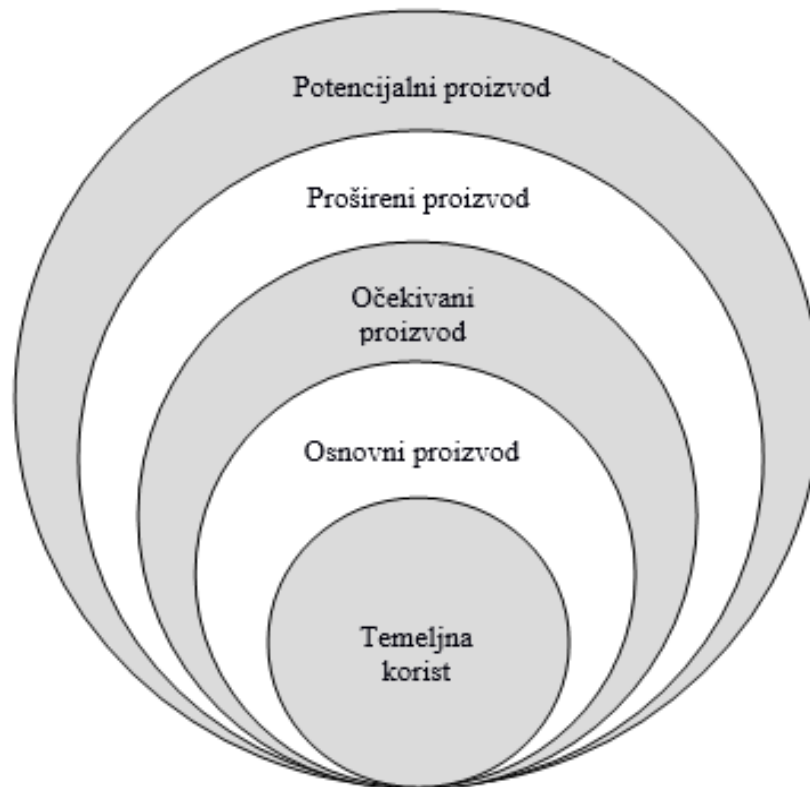 Potencijalni proizvod
Prošireni proizvod
Očekivani
proizvod
Osnovni proizvod
Temeljna
korist